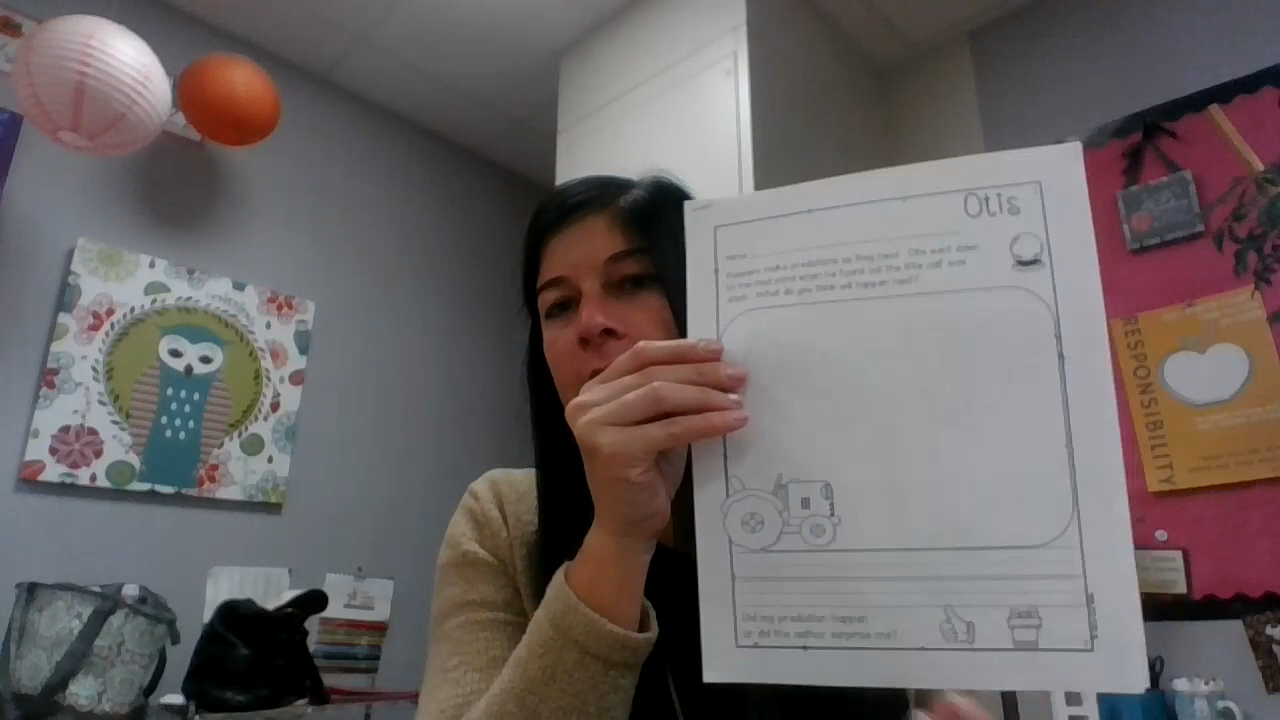 Otis
name
Readers make predictions as they read. Otis went down
to the mud pond when he found out the little calf was
stuck. What do you think will happen next?
Did my prediction happen
or did the author surprise me?
RESPONSIBILITY